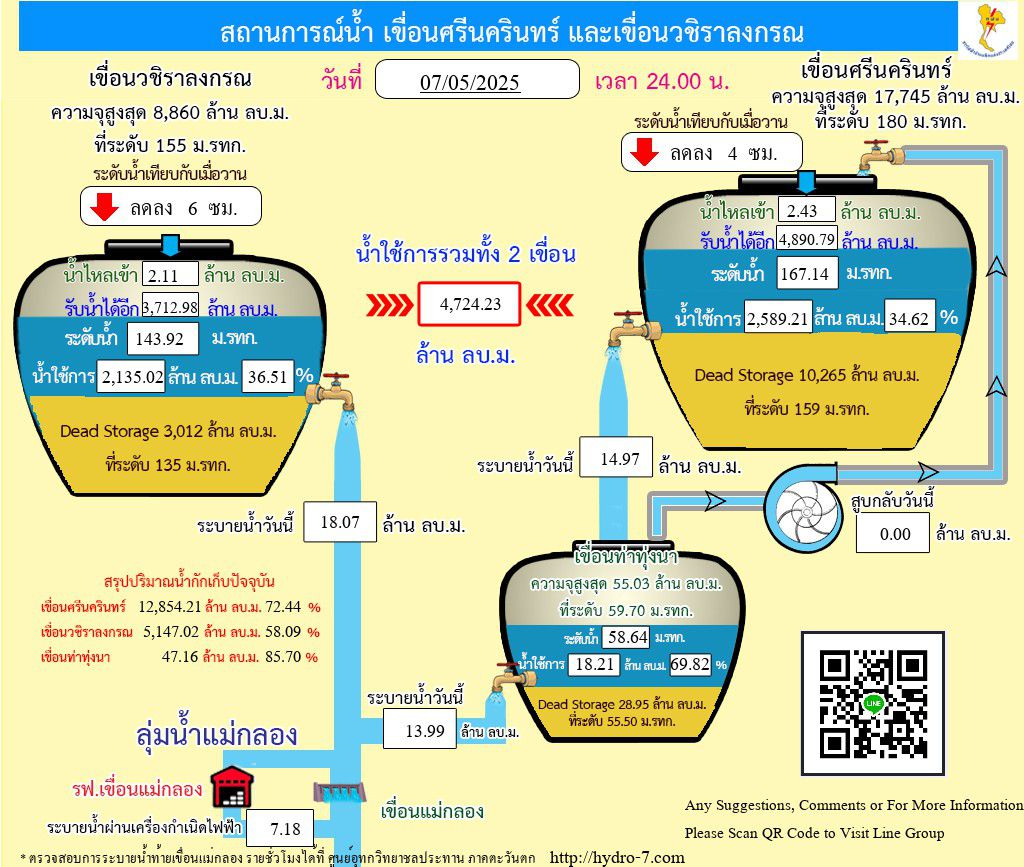 สถานการณ์น้ำ เขื่อนศรีนครินทร์ และเขื่อนวชิราลงกรณ
วันที่ 07/05/2025 เวลา 24.00 น.
เขื่อนวชิราลงกรณ
ความจุสูงสุด 8,860 ล้าน ลบ.ม.
ที่ระดับ 155 ม.รทก.
ระดับน้ำเทียบกับเมื่อวาน
ลดลง 6 ซม.
น้ำไหลเข้า 2.11 ล้าน ลบ.ม.
รับน้ำได้อีก 3,712.98 ล้าน ลบ.ม.
ระดับน้ำ 143.92 ม.รทก.
น้ำใช้การ 2,135.02 ล้าน ลบ.ม. 36.51 %
Dead Storage 3,012 ล้าน ลบ.ม.
ที่ระดับ 135 ม.รทก.
ระบายน้ำวันนี้ 18.07 ล้าน ลบ.ม.
น้ำใช้การรวมทั้ง 2 เขื่อน
4,724.23
ล้าน ลบ.ม.
เขื่อนศรีนครินทร์
ความจุสูงสุด 17,745 ล้าน ลบ.ม.
ที่ระดับ 180 ม.รทก.
ระดับน้ำเทียบกับเมื่อวาน
ลดลง 4 ซม.
น้ำไหลเข้า 2.43 ล้าน ลบ.ม.
รับน้ำได้อีก 4,890.79 ล้าน ลบ.ม.
ระดับน้ำ 167.14 ม.รทก.
น้ำใช้การ 2,589.21 ล้าน ลบ.ม. 34.62 %
Dead Storage 10,265 ล้าน ลบ.ม.
ที่ระดับ 159 ม.รทก.
ระบายน้ำวันนี้ 14.97 ล้าน ลบ.ม.
สูบกลับวันนี้
0.00 ล้าน ลบ.ม.
เขื่อนท่าทุ่งนา
ความจุสูงสุด 55.03 ล้าน ลบ.ม.
ที่ระดับ 59.70 ม.รทก.
ระดับน้ำ 58.64 ม.รทก.
น้ำใช้การ 18.21 ล้าน ลบ.ม. 69.82 %
Dead Storage 28.95 ล้าน ลบ.ม.
ที่ระดับ 55.50 ม.รทก.
ระบายน้ำวันนี้
13.99 ล้าน ลบ.ม.
สรุปปริมาณน้ำกักเก็บปัจจุบัน
เขื่อนศรีนครินทร์ 12,854.21 ล้าน ลบ.ม. 72.44 %
เขื่อนวชิราลงกรณ 5,147.02 ล้าน ลบ.ม. 58.09 %
เขื่อนท่าทุ่งนา 47.16 ล้าน ลบ.ม. 85.70 %
ลุ่มน้ำแม่กลอง
รฟ.เขื่อนแม่กลอง
เขื่อนแม่กลอง
ระบายน้ำผ่านเครื่องกำเนิดไฟฟ้า 7.18
LINE
Any Suggestions, Comments or For More Information
Please Scan QR Code to Visit Line Group
* ตรวจสอบการระบายน้ำท้ายเขื่อนแม่กลอง รายชั่วโมงได้ที่ ศูนย์อุทกวิทยาชลประทาน ภาคตะวันตก http://hydro-7.com